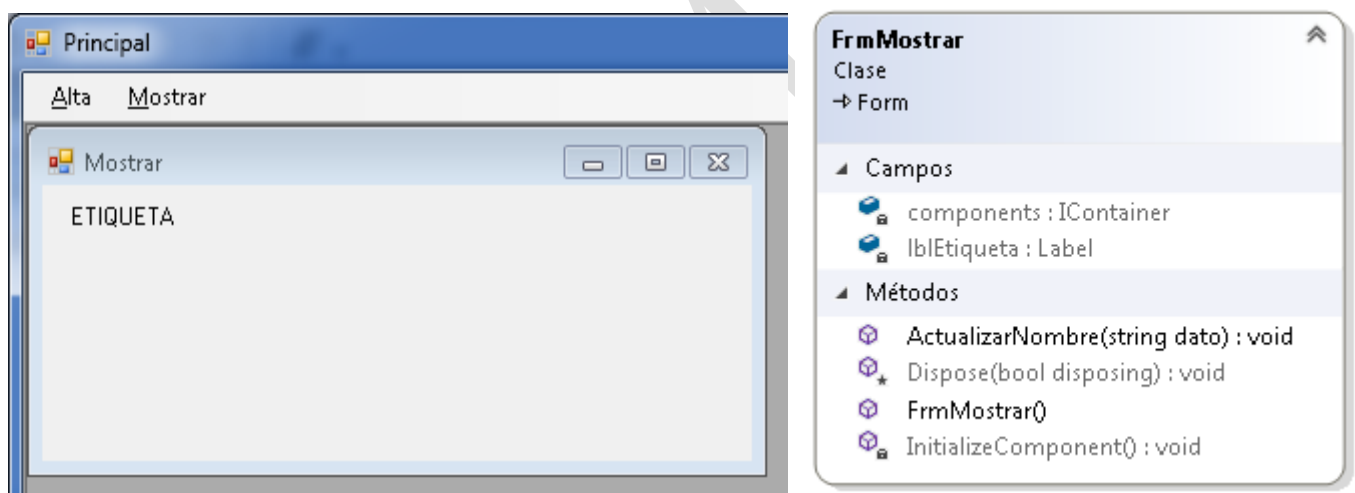 Principal
Alta Mostrar
Mostrar
ETIQUETA
FrmMostrar
Clase
Form
Campos
components : IContainer
lblEtiqueta : Label
Métodos
ActualizarNombre(string dato) : void
Dispose(bool disposing) : void
FrmMostrar()
InitializeComponent() : void